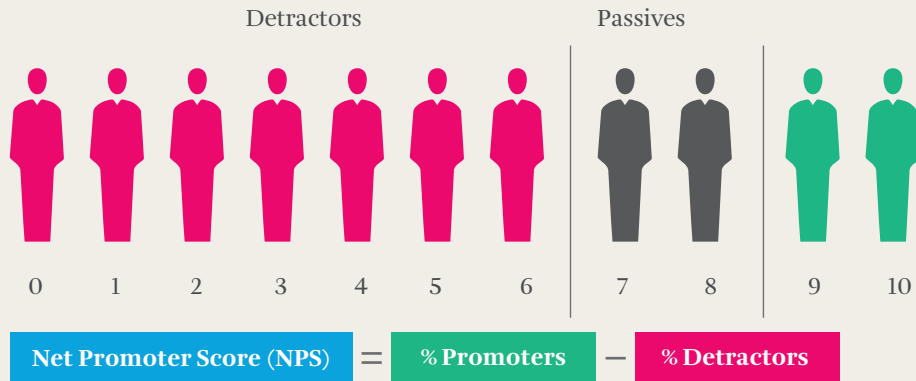 Detractors Passives
0 1 2 3 4 5 6 7 8 9 10
Net Promoter Score (NPS) = % Promoters – % Detractors